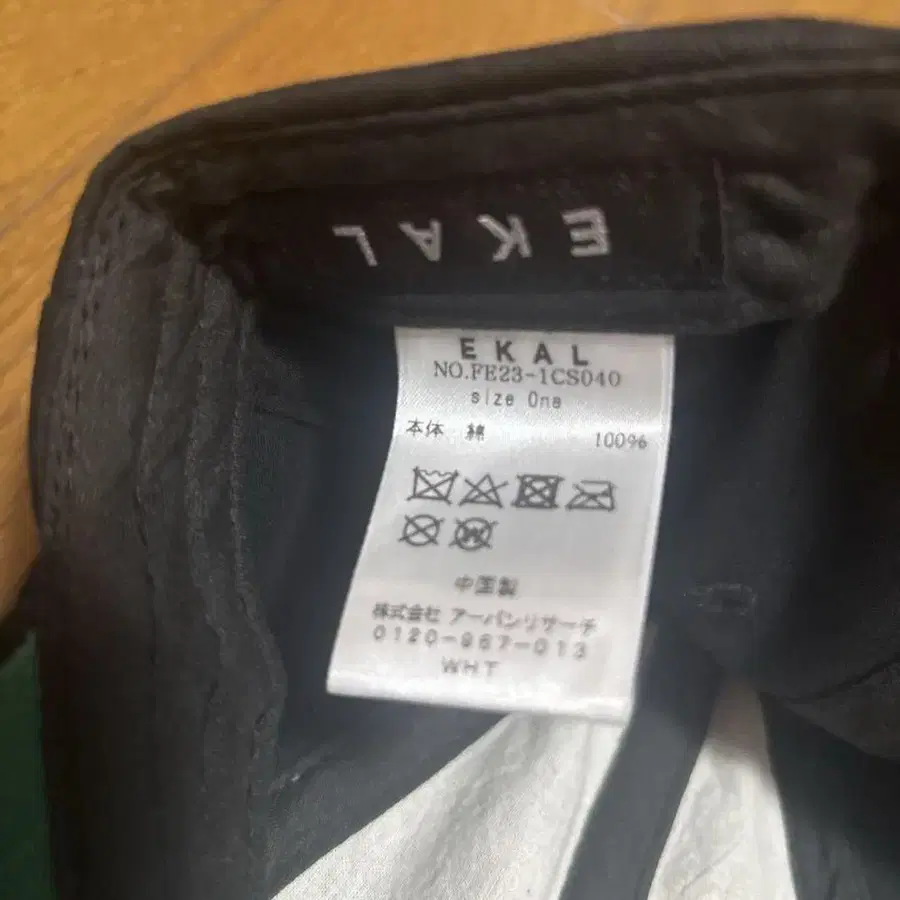 EKAL
EKAL
NO.FE23-1CS040
size One
本体 綿 100%
中国製
株式会社 アーバンリサーチ
0120-967-013
WHT